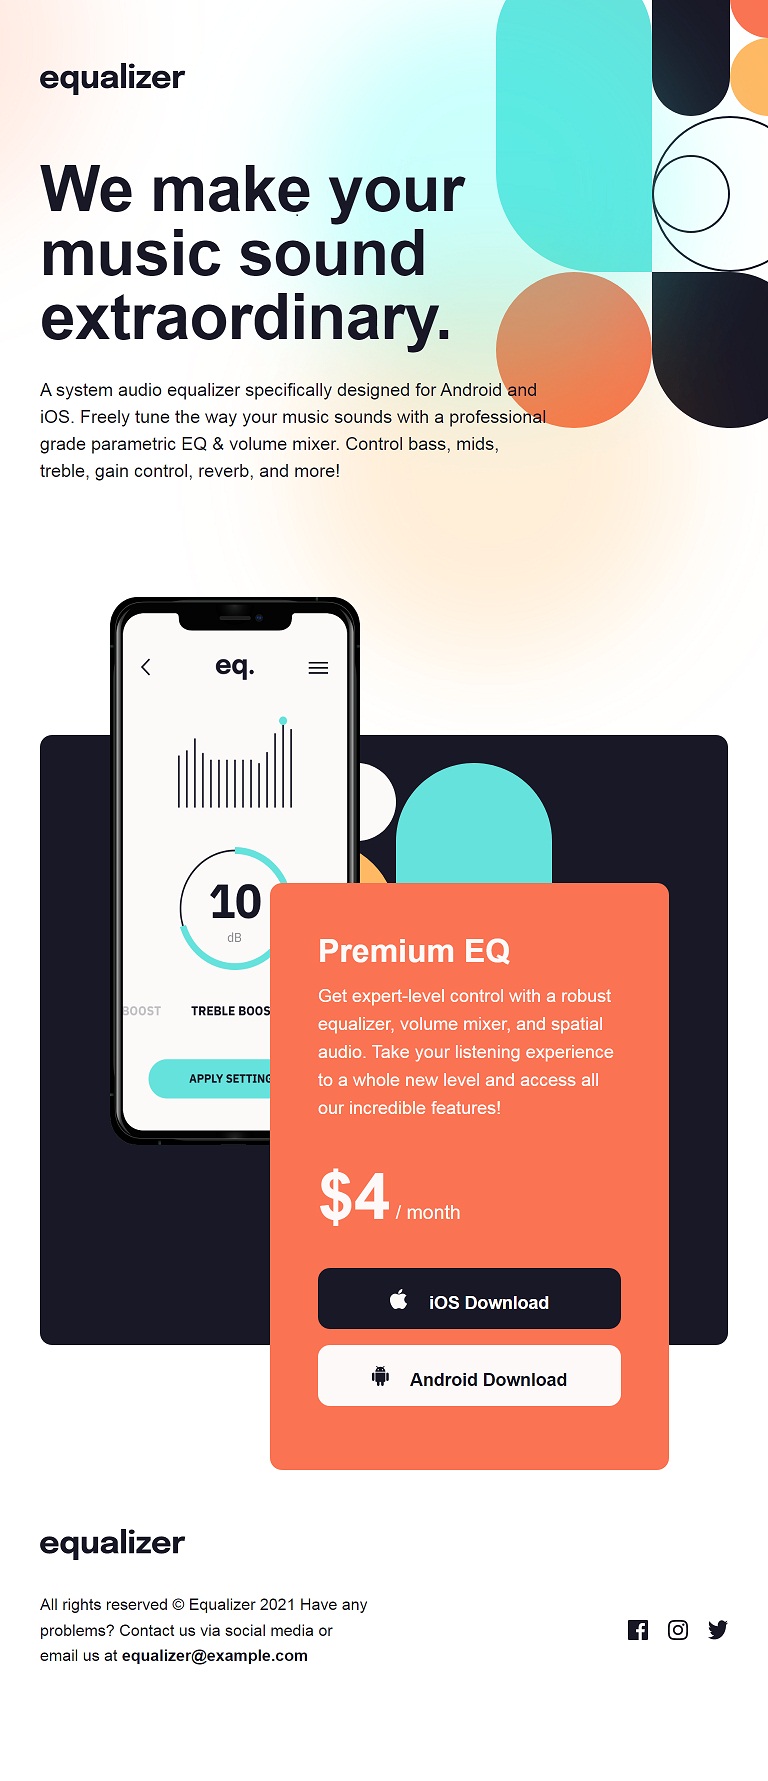 equalizer
We make your
music sound
extraordinary.
A system audio equalizer specifically designed for Android and
iOS. Freely tune the way your music sounds with a professional
grade parametric EQ & volume mixer. Control bass, mids,
treble, gain control, reverb, and more!
eq.
10
dB
BOOST
TREBLE BOOS
APPLY SETTING
Premium EQ
Get expert-level control with a robust
equalizer, volume mixer, and spatial
audio. Take your listening experience
to a whole new level and access all
our incredible features!
$4 / month
iOS Download
Android Download
equalizer
All rights reserved © Equalizer 2021 Have any
problems? Contact us via social media or
email us at equalizer@example.com